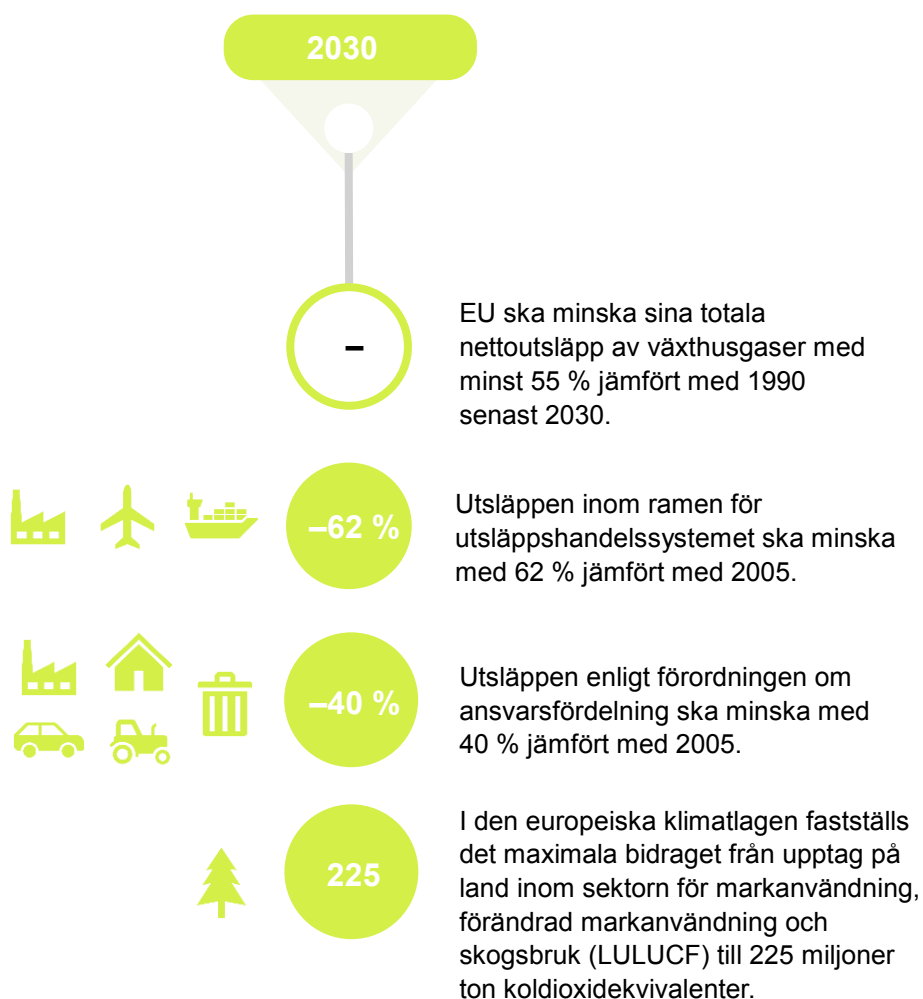 2030
–
EU ska minska sina totala
nettoutsläpp av växthusgaser med
minst 55 % jämfört med 1990
senast 2030.
–62 %
Utsläppen inom ramen för
utsläppshandelssystemet ska minska
med 62 % jämfört med 2005.
–40 %
Utsläppen enligt förordningen om
ansvarsfördelning ska minska med
40 % jämfört med 2005.
225
I den europeiska klimatlagen fastställs
det maximala bidraget från upptag på
land inom sektorn för markanvändning,
förändrad markanvändning och
skogsbruk (LULUCF) till 225 miljoner
ton koldioxidekvivalenter.